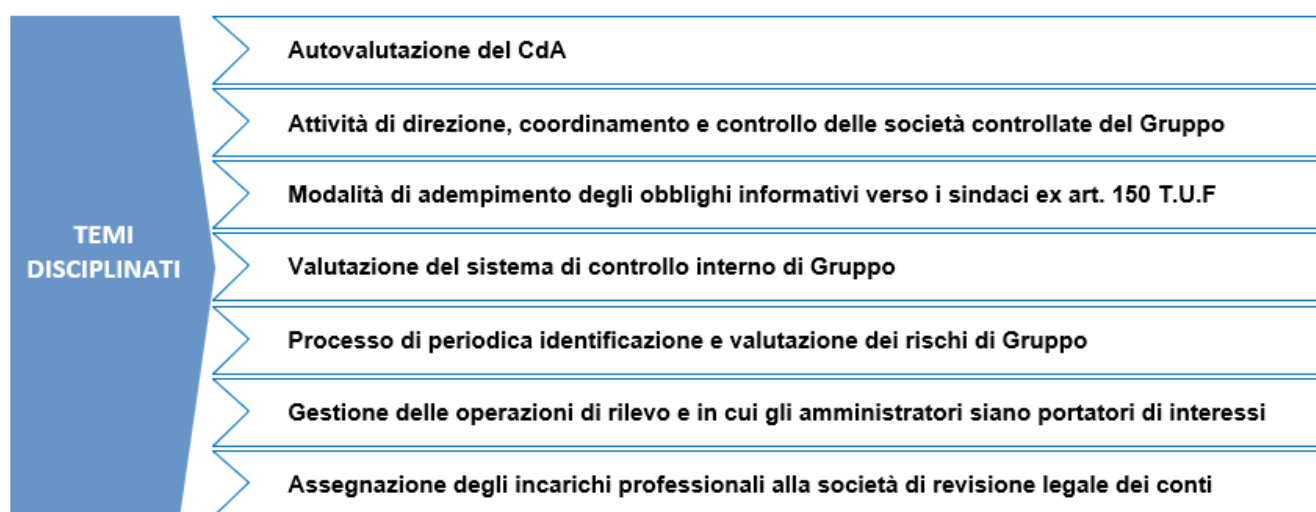 TEMI
DISCIPLINATI
Autovalutazione del CdA
Attività di direzione, coordinamento e controllo delle società controllate del Gruppo
Modalità di adempimento degli obblighi informativi verso i sindaci ex art. 150 T.U.F
Valutazione del sistema di controllo interno di Gruppo
Processo di periodica identificazione e valutazione dei rischi di Gruppo
Gestione delle operazioni di rilievo e in cui gli amministratori siano portatori di interessi
Assegnazione degli incarichi professionali alla società di revisione legale dei conti